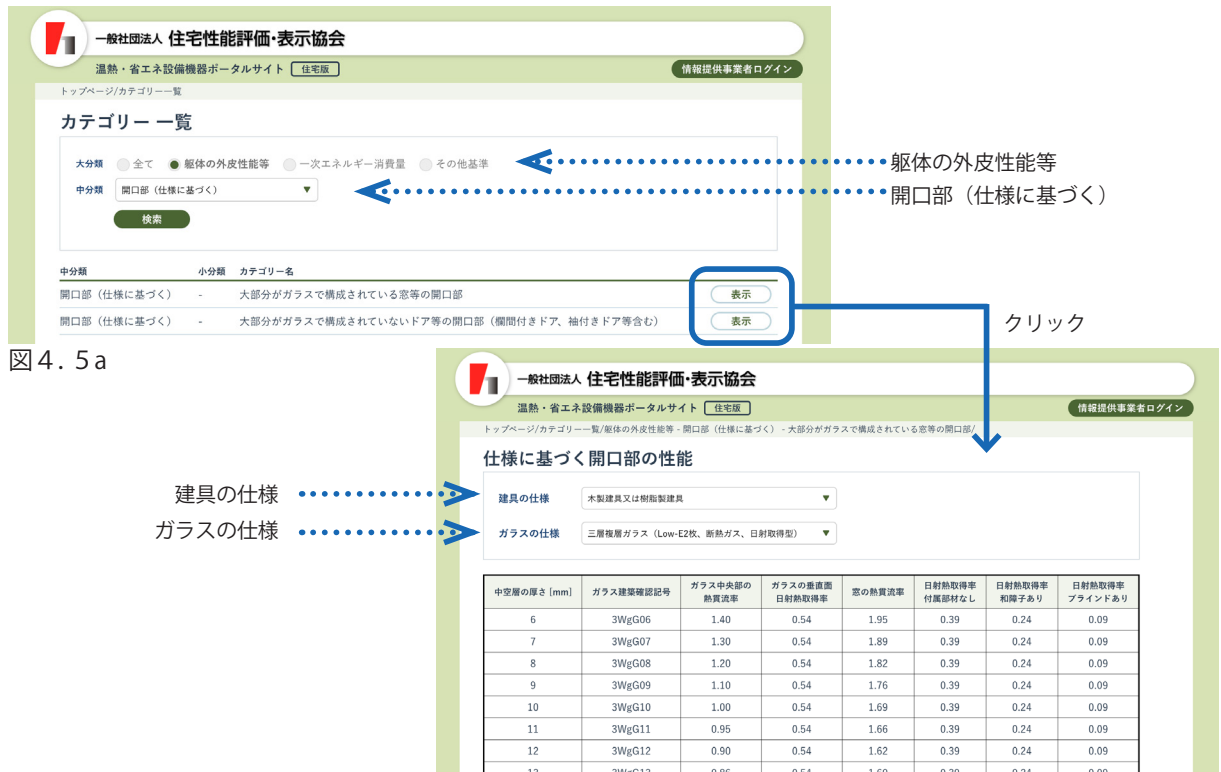 一般社団法人 住宅性能評価・表示協会
温熱・省エネ設備機器ポータルサイト 住宅版 情報提供事業者ログイン
トップページ/カテゴリー一覧
カテゴリー 一覧
大分類 全て 躯体の外皮性能等 一次エネルギー消費量 その他基準
躯体の外皮性能等
中分類 開口部（仕様に基づく） ▼
開口部（仕様に基づく）
検索
中分類 小分類 カテゴリー名
開口部（仕様に基づく） - 大部分がガラスで構成されている窓等の開口部 表示
開口部（仕様に基づく） - 大部分がガラスで構成されていないドア等の開口部（欄間付きドア、袖付きドア等含む） 表示
クリック
図4．5a
一般社団法人 住宅性能評価・表示協会
温熱・省エネ設備機器ポータルサイト 住宅版 情報提供事業者ログイン
トップページ/カテゴリー一覧/躯体の外皮性能等 - 開口部（仕様に基づく） - 大部分がガラスで構成されている窓等の開口部/
仕様に基づく開口部の性能
建具の仕様
建具の仕様 木製建具又は樹脂製建具 ▼
ガラスの仕様
ガラスの仕様 三層複層ガラス（Low-E2枚、断熱ガス、日射取得型） ▼
中空層の厚さ [mm] ガラス建築確認記号 ガラス中央部の熱貫流率 ガラスの垂直面日射熱取得率 窓の熱貫流率 日射熱取得率付属部材なし 日射熱取得率和障子あり 日射熱取得率ブラインドあり
6 3WgG06 1.40 0.54 1.95 0.39 0.24 0.09
7 3WgG07 1.30 0.54 1.89 0.39 0.24 0.09
8 3WgG08 1.20 0.54 1.82 0.39 0.24 0.09
9 3WgG09 1.10 0.54 1.76 0.39 0.24 0.09
10 3WgG10 1.00 0.54 1.69 0.39 0.24 0.09
11 3WgG11 0.95 0.54 1.66 0.39 0.24 0.09
12 3WgG12 0.90 0.54 1.62 0.39 0.24 0.09